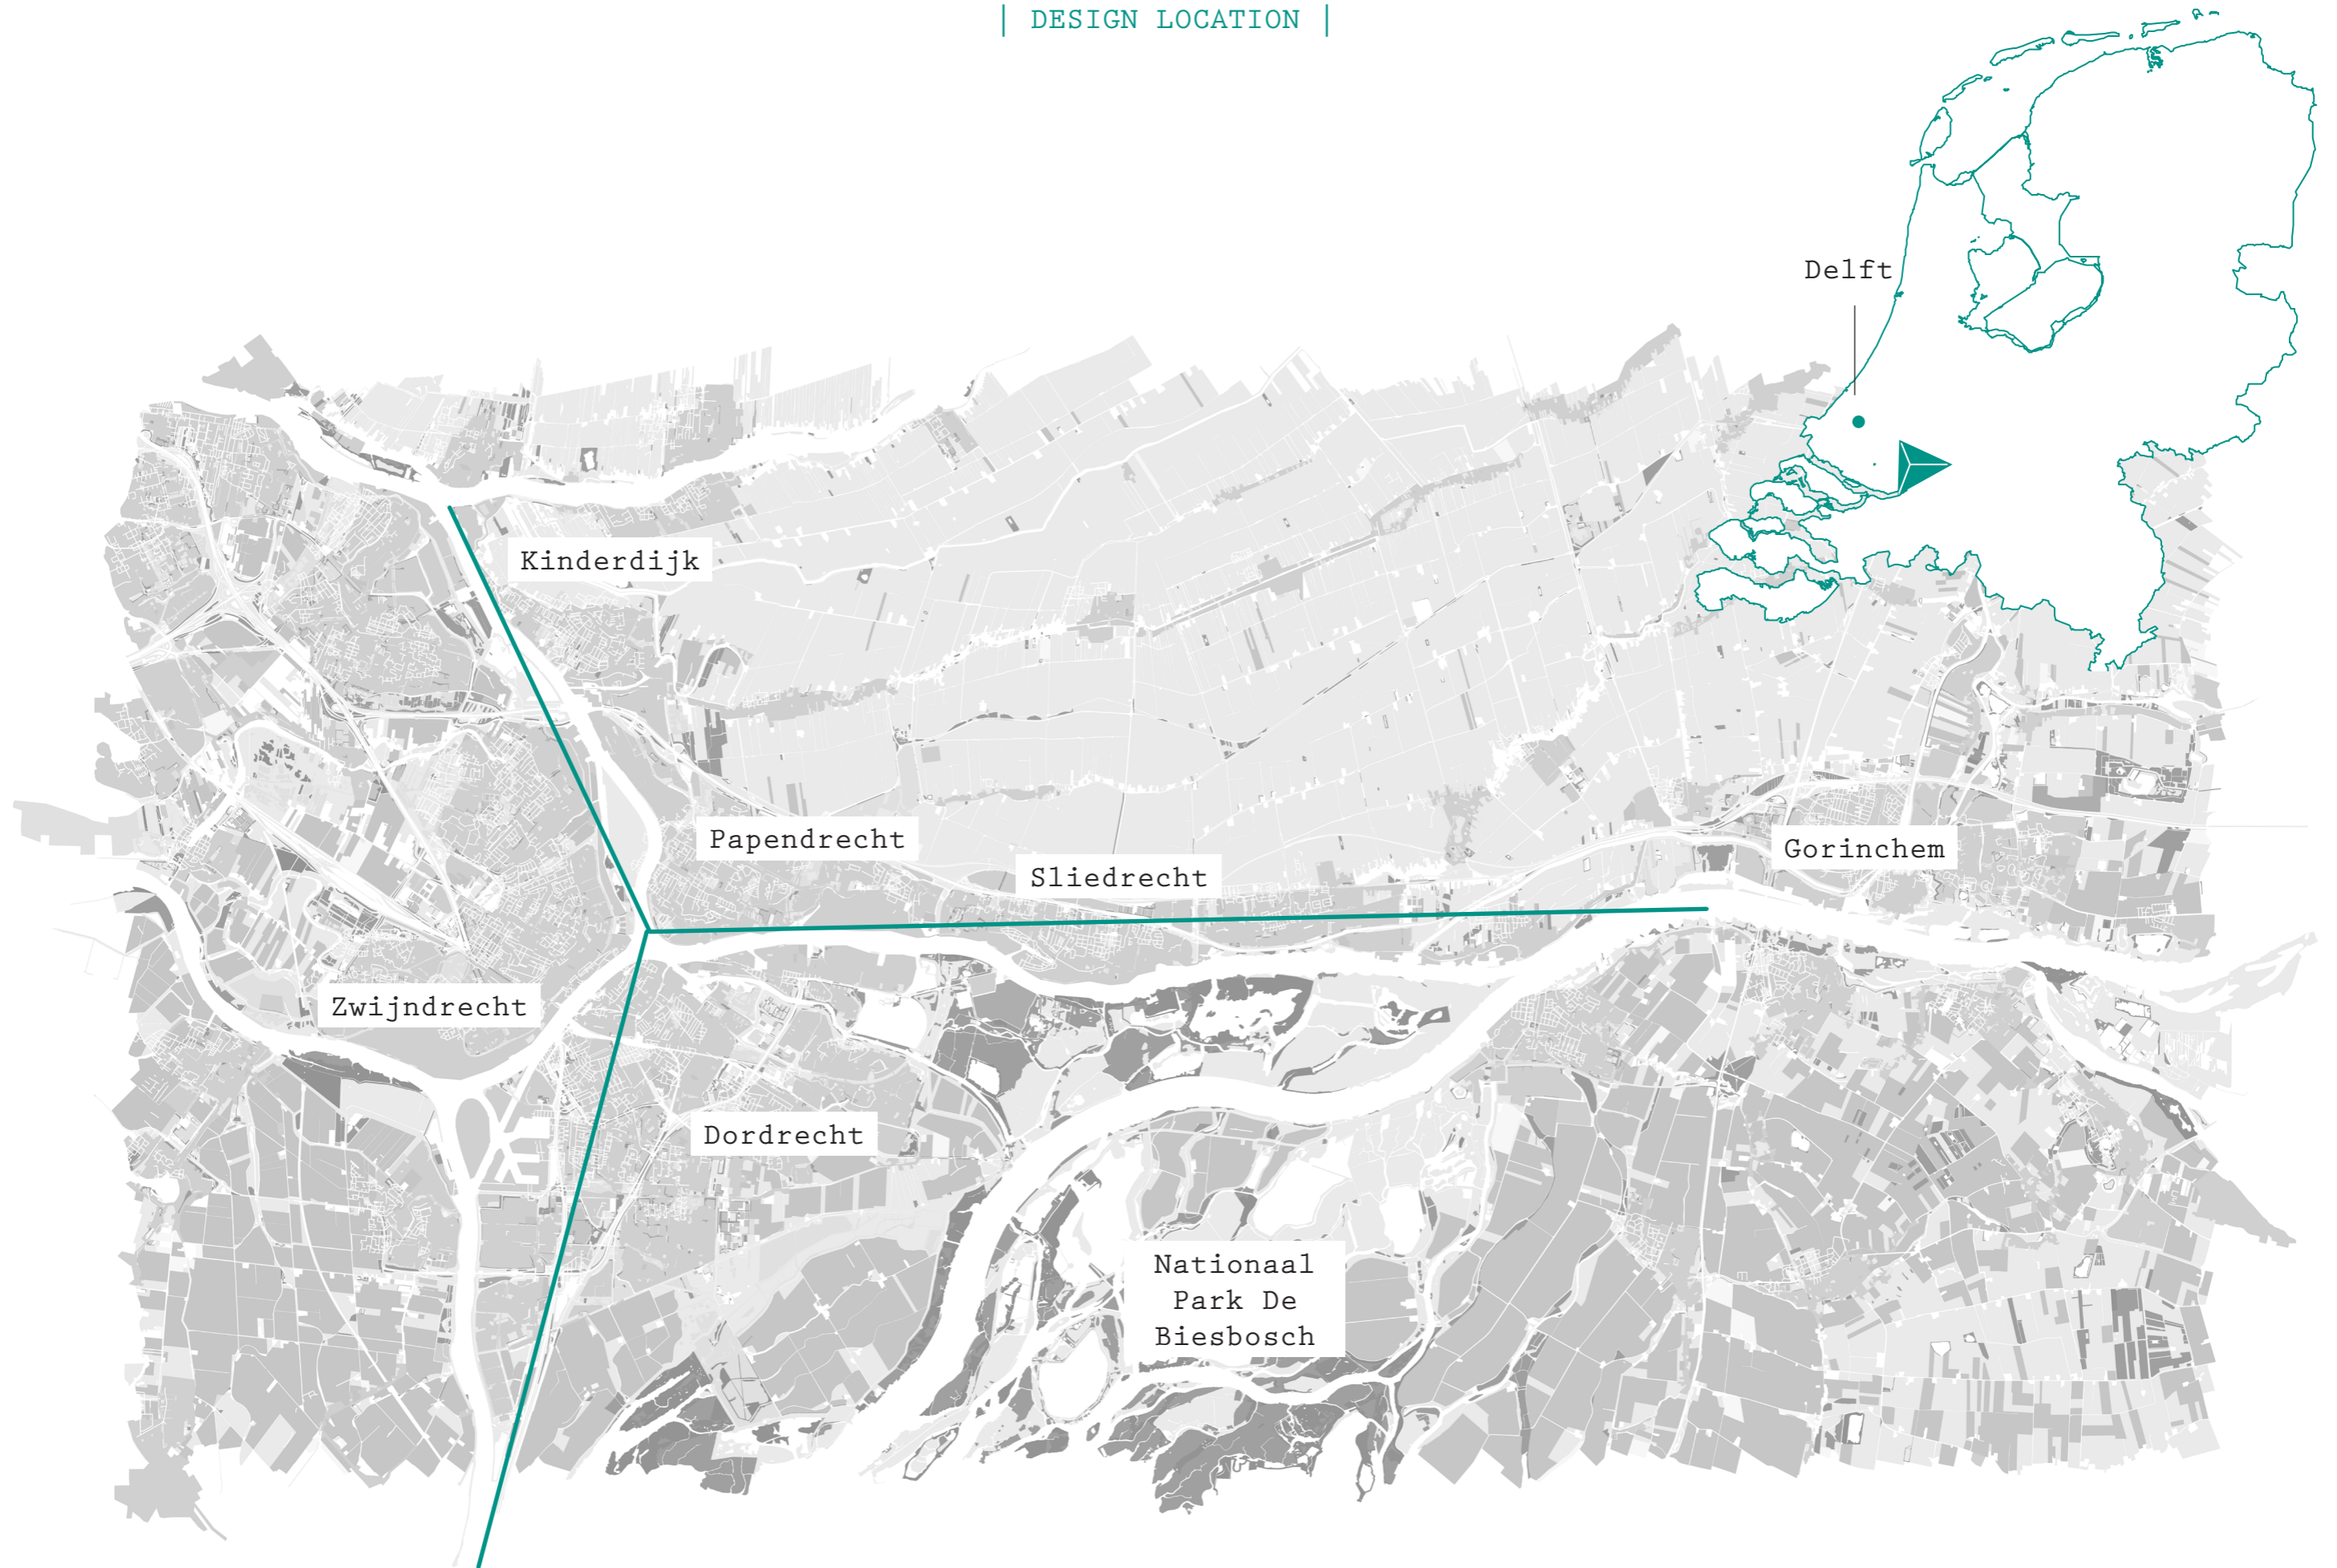 | DESIGN LOCATION |
Delft
Kinderdijk
Papendrecht
Sliedrecht
Gorinchem
Zwijndrecht
Dordrecht
Nationaal
Park De
Biesbosch